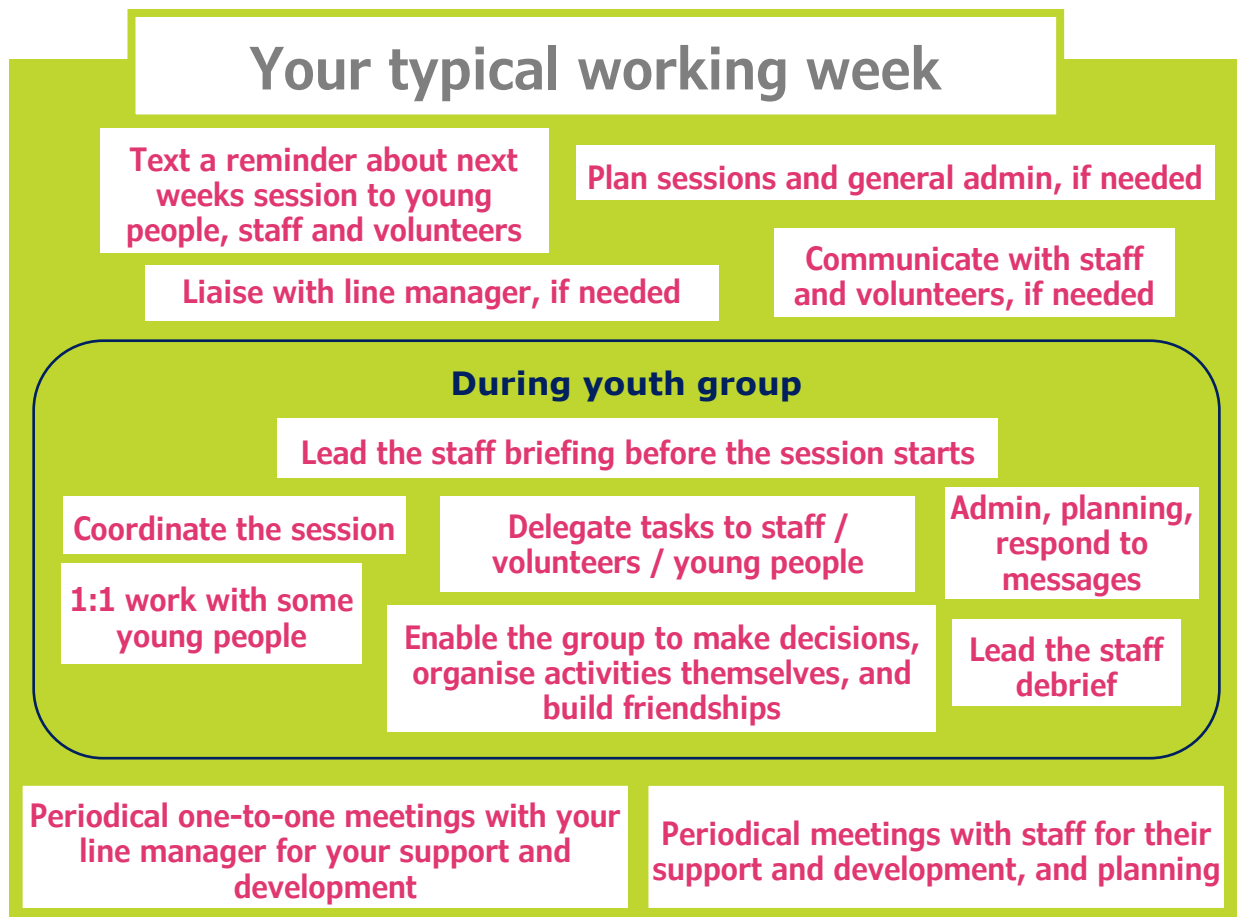 Your typical working week
Text a reminder about next
weeks session to young
people, staff and volunteers
Plan sessions and general admin, if needed
Liaise with line manager, if needed
Communicate with staff
and volunteers, if needed
During youth group
Lead the staff briefing before the session starts
Coordinate the session
Delegate tasks to staff /
volunteers / young people
Admin, planning,
respond to
messages
1:1 work with some
young people
Enable the group to make decisions,
organise activities themselves, and
build friendships
Lead the staff
debrief
Periodical one-to-one meetings with your
line manager for your support and
development
Periodical meetings with staff for their
support and development, and planning